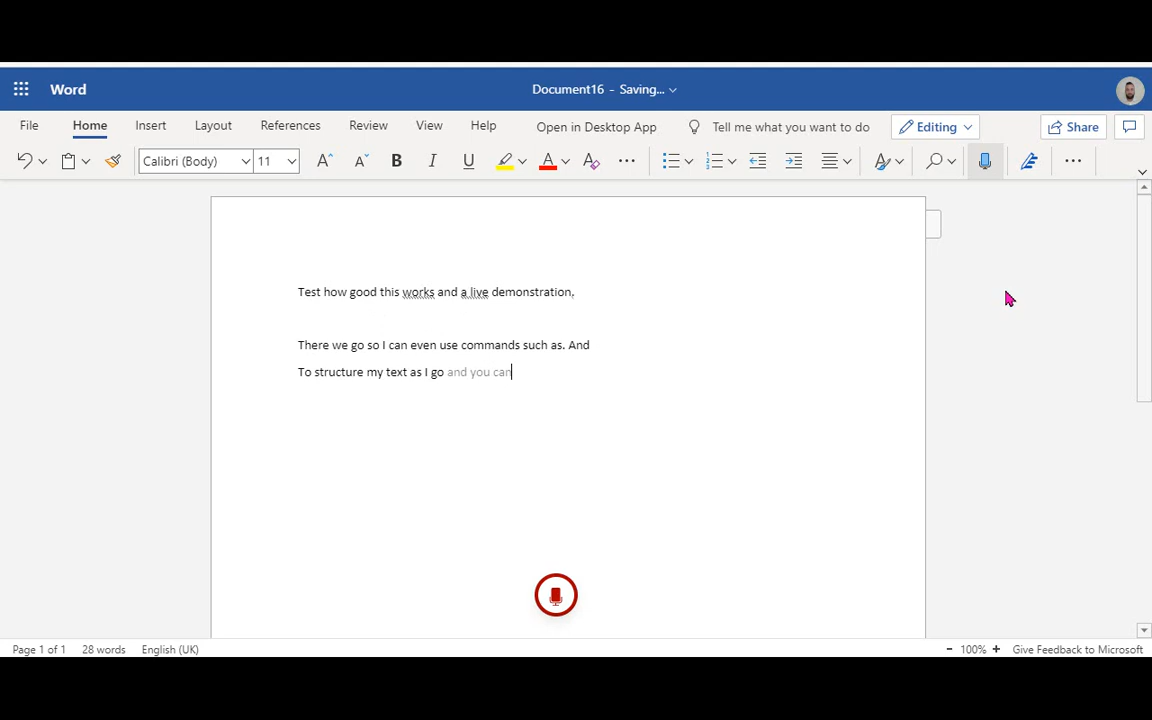 Word
Document16 - Saving...
File Home Insert Layout References Review View Help Open in Desktop App Tell me what you want to do Editing Share
Calibri (Body) 11 A A B I U A A
Test how good this works and a live demonstration,
There we go so I can even use commands such as. And
To structure my text as I go and you can
Page 1 of 1 28 words English (UK) - 100% + Give Feedback to Microsoft